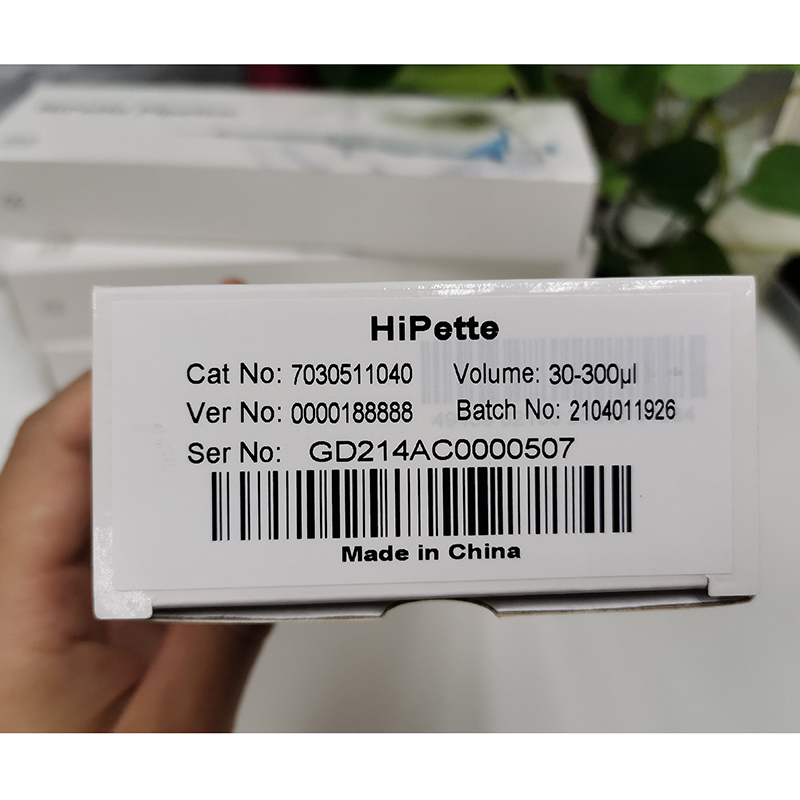 HiPette
Cat No: 7030511040 Volume: 30-300µl
Ver No: 0000188888 Batch No: 2104011926
Ser No: GD214AC0000507
Made in China